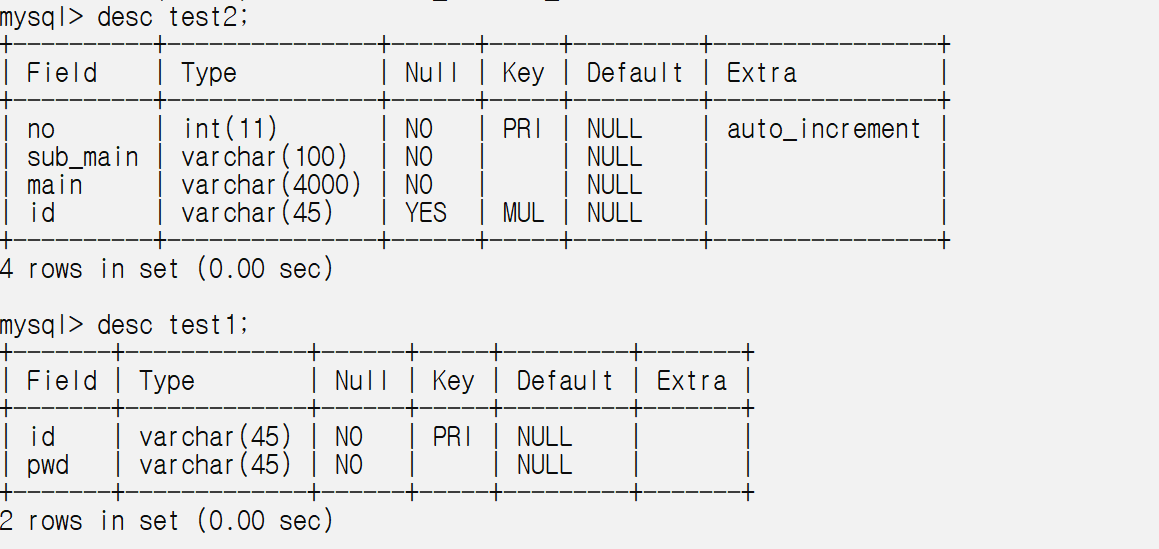 mysql> desc test2;
+-----------+---------------+------+-----+---------+----------------+
| Field     | Type          | Null | Key | Default | Extra          |
+-----------+---------------+------+-----+---------+----------------+
| no        | int(11)       | NO   | PRI | NULL    | auto_increment |
| sub_main  | varchar(100)  | NO   |     | NULL    |                |
| main      | varchar(4000) | NO   |     | NULL    |                |
| id        | varchar(45)   | YES  | MUL | NULL    |                |
+-----------+---------------+------+-----+---------+----------------+
4 rows in set (0.00 sec)
mysql> desc test1;
+-------+-------------+------+-----+---------+-------+
| Field | Type        | Null | Key | Default | Extra |
+-------+-------------+------+-----+---------+-------+
| id    | varchar(45) | NO   | PRI | NULL    |       |
| pwd   | varchar(45) | NO   |     | NULL    |       |
+-------+-------------+------+-----+---------+-------+
2 rows in set (0.00 sec)